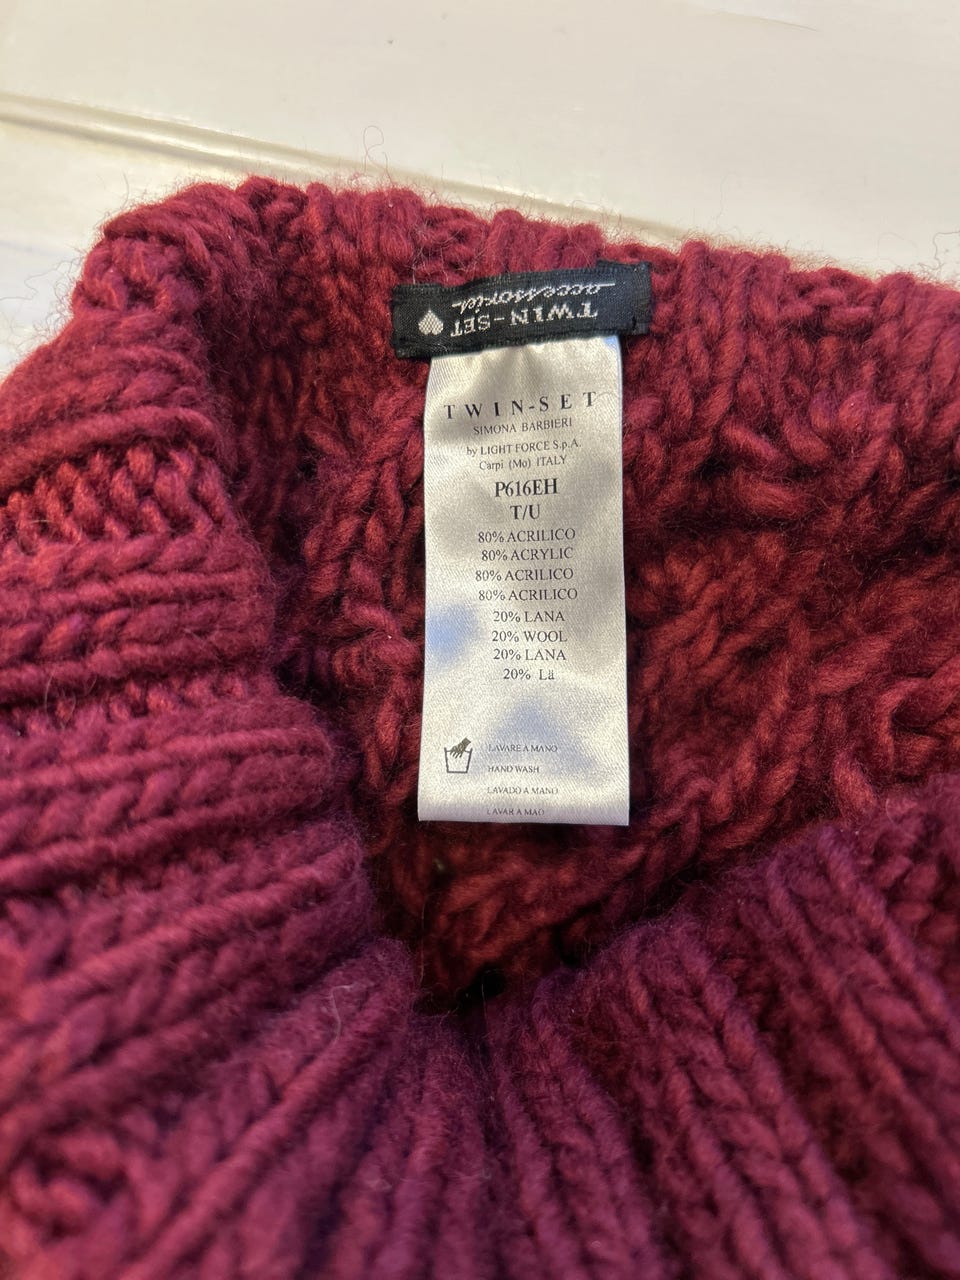 TWIN-SET
accessories
TWIN-SET
SIMONA BARBIERI
by LIGHT FORCE S.p.A.
Carpi (Mo) ITALY
P616EH
T/U
80% ACRILICO
80% ACRYLIC
80% ACRILICO
80% ACRILICO
20% LANA
20% WOOL
20% LANA
20% Lã
LAVARE A MANO
HAND WASH
LAVADO A MANO
LAVAR A MAO